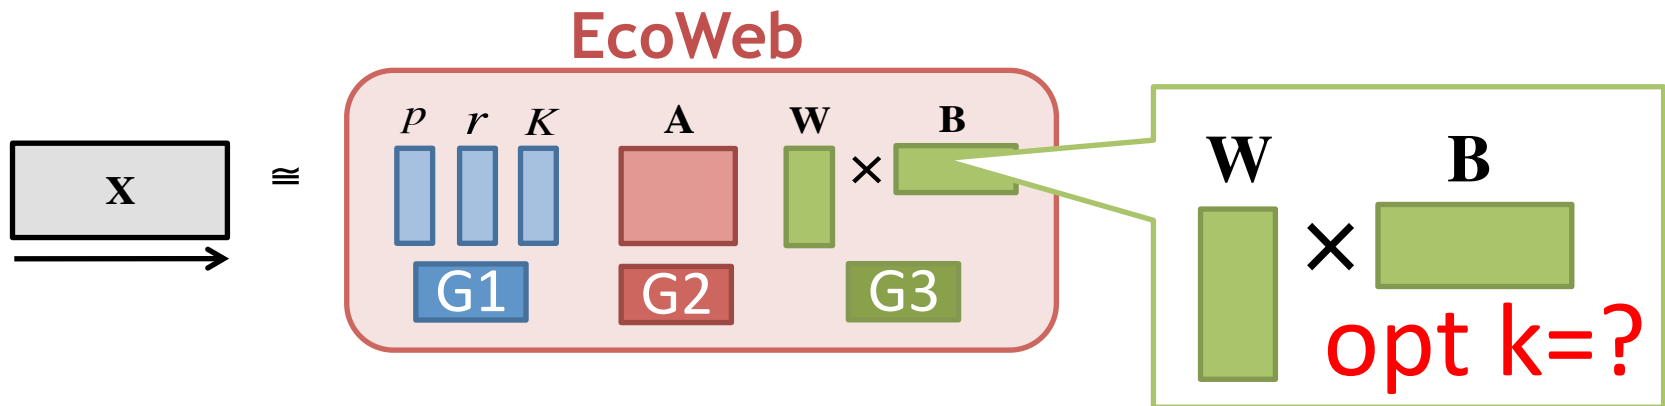 EcoWeb
p r K A W × B
X ≅
G1 G2 G3
W × B
opt k=?